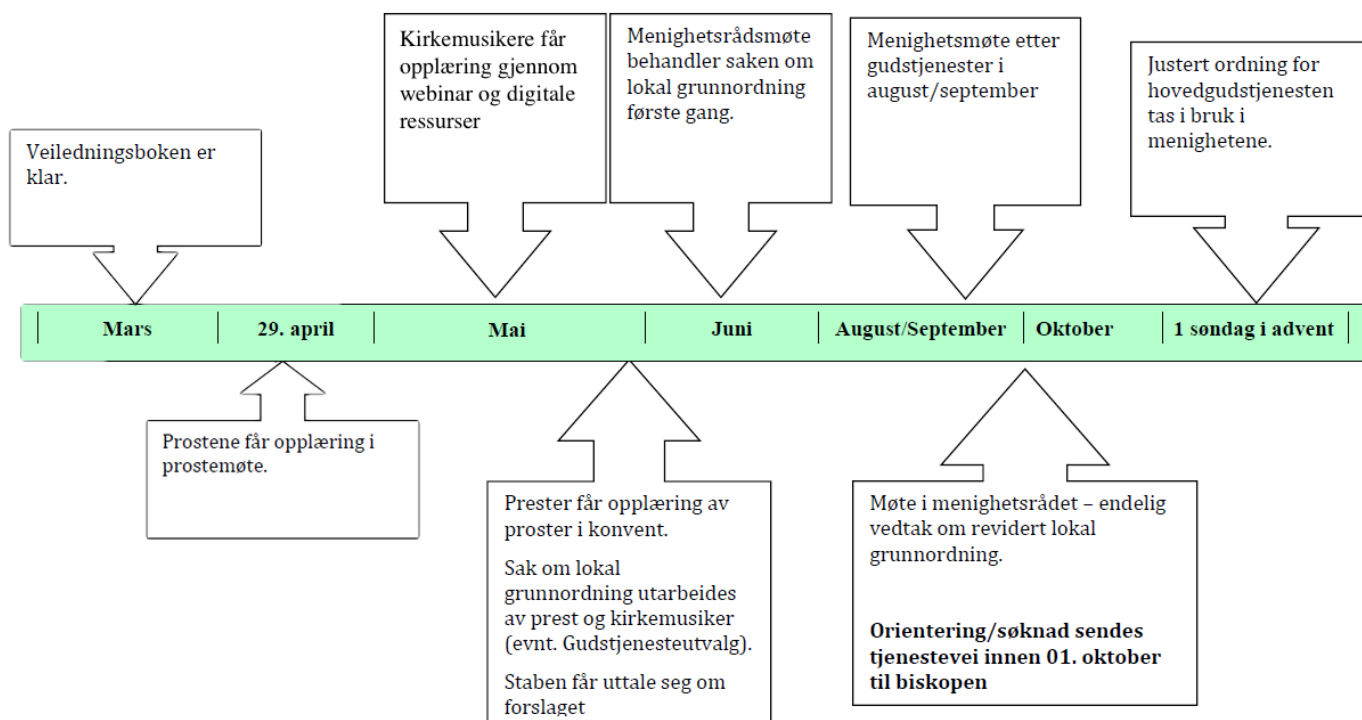 Veiledningsboken er
klar.
Kirkemusikere får
opplæring gjennom
webinar og digitale
ressurser
Menighetsrådsmøte
behandler saken om
lokal grunnordning
første gang.
Menighetsmøte etter
gudstjenester i
august/september
Justert ordning for
hovedgudstjenesten
tas i bruk i
menighetene.
Mars
29. april
Mai
Juni
August/September
Oktober
1 søndag i advent
Prostene får opplæring i
prostemøte.
Prester får opplæring av
proster i konvent.
Sak om lokal
grunnordning utarbeides
av prest og kirkemusiker
(evnt. Gudstjenesteutvalg).
Staben får uttale seg om
forslaget
Møte i menighetsrådet – endelig
vedtak om revidert lokal
grunnordning.
Orientering/søknad sendes
tjenestevei innen 01. oktober
til biskopen